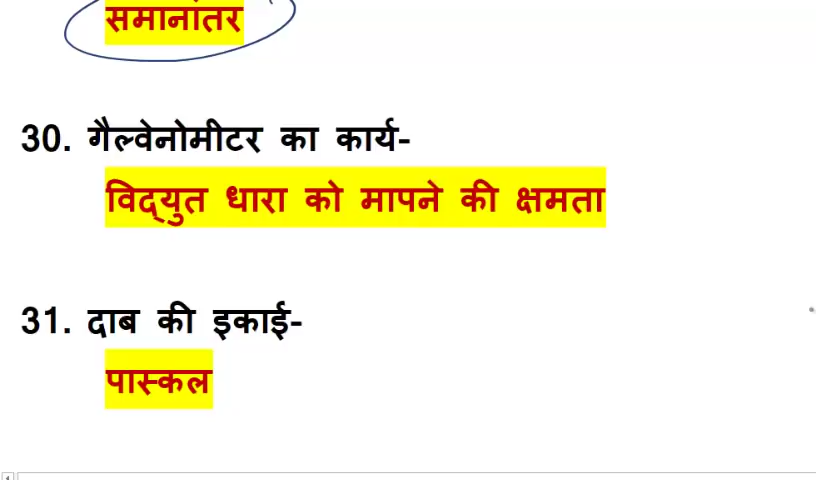 समानांतर
30. गैल्वेनोमीटर का कार्य-
विद्युत धारा को मापने की क्षमता
31. दाब की इकाई-
पास्कल